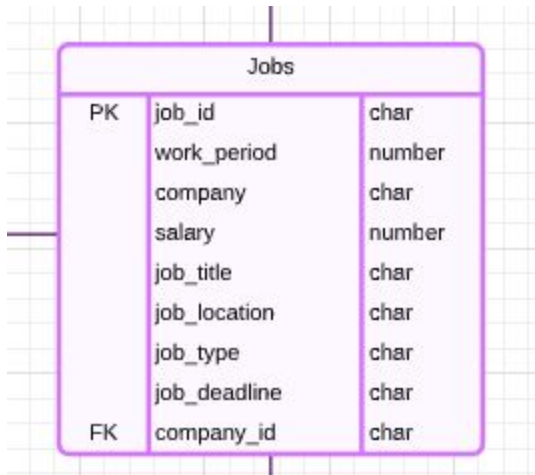 Jobs
PK job_id char
work_period number
company char
salary number
job_title char
job_location char
job_type char
job_deadline char
FK company_id char